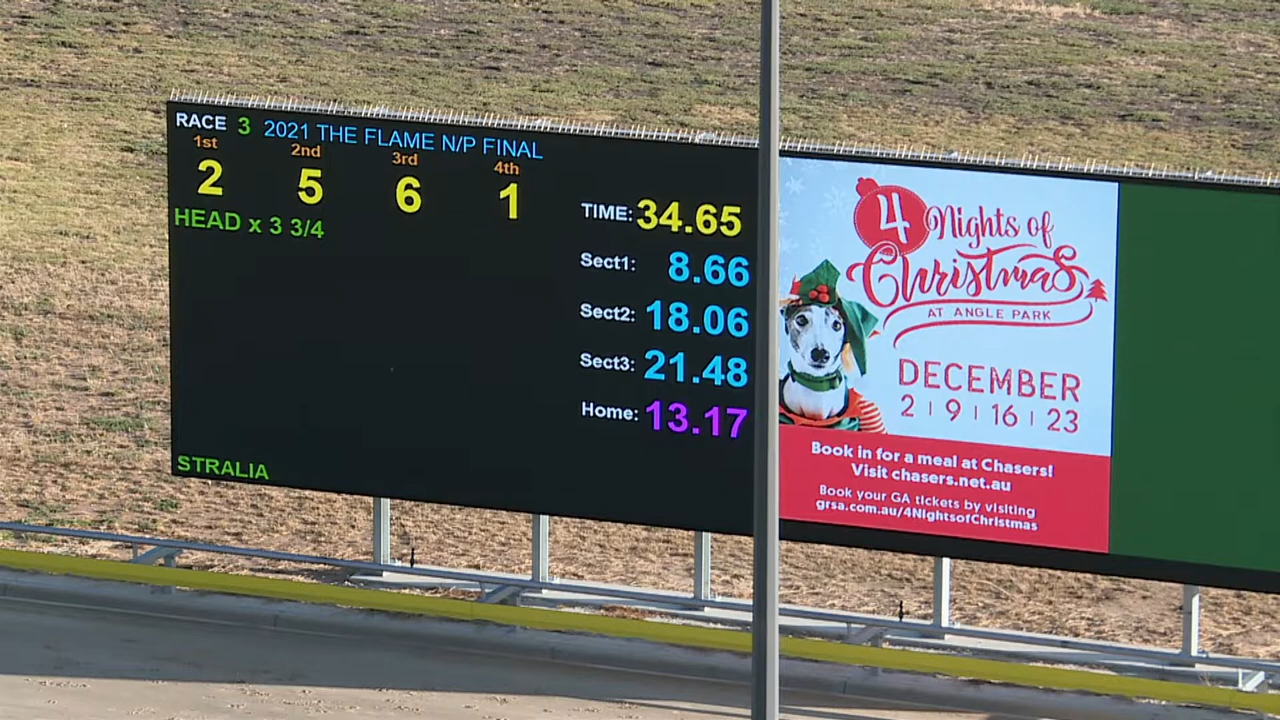 RACE 3 2021 THE FLAME N/P FINAL
1st 2nd 3rd 4th
2 5 6 1
HEAD x 3 3/4
TIME: 34.65
Sect1: 8.66
Sect2: 18.06
Sect3: 21.48
Home: 13.17
STRALIA
4 Nights of
Christmas
AT ANGLE PARK
DECEMBER
2 | 9 | 16 | 23
Book in for a meal at Chasers!
Visit chasers.net.au
Book your GA tickets by visiting
grsa.com.au/4NightsofChristmas